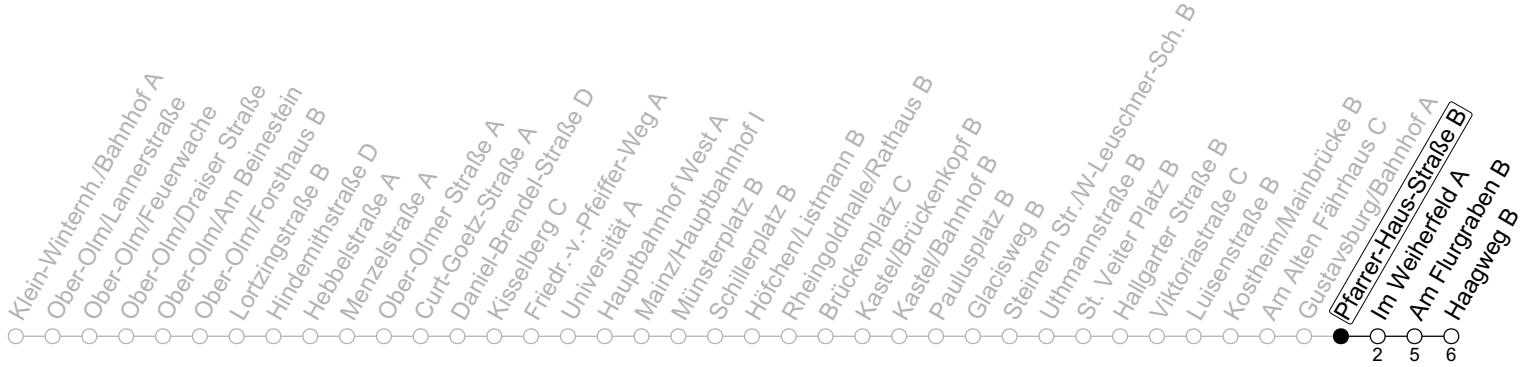 Klein-Winternh./Bahnhof A
Ober-Olm/Lannerstraße
Ober-Olm/Feuerwache
Ober-Olm/Draiser Straße
Ober-Olm/Am Beinestein
Ober-Olm/Forsthaus B
Lortzingstraße B
Hindemithstraße D
Hebbelstraße A
Menzelstraße A
Ober-Olmer Straße A
Curt-Goetz-Straße A
Daniel-Brendel-Straße D
Kisselberg C
Friedr.-v.-Pfeiffer-Weg A
Universität A
Hauptbahnhof West A
Mainz/Hauptbahnhof I
Münsterplatz B
Schillerplatz B
Höfchen/Listmann B
Rheingoldhalle/Rathaus B
Brückenplatz C
Kastel/Brückenkopf B
Kastel/Bahnhof B
Paulusplatz B
Glacisweg B
Steinern Str./W-Leuschner-Sch. B
Uthmannstraße B
St. Veiter Platz B
Hallgarter Straße B
Viktoriastraße C
Luisenstraße B
Kostheim/Mainbrücke B
Am Alten Fährhaus C
Gustavsburg/Bahnhof A
Pfarrer-Haus-Straße B
Im Weiherfeld A
Am Flurgraben B
Haagweg B
2 5 6